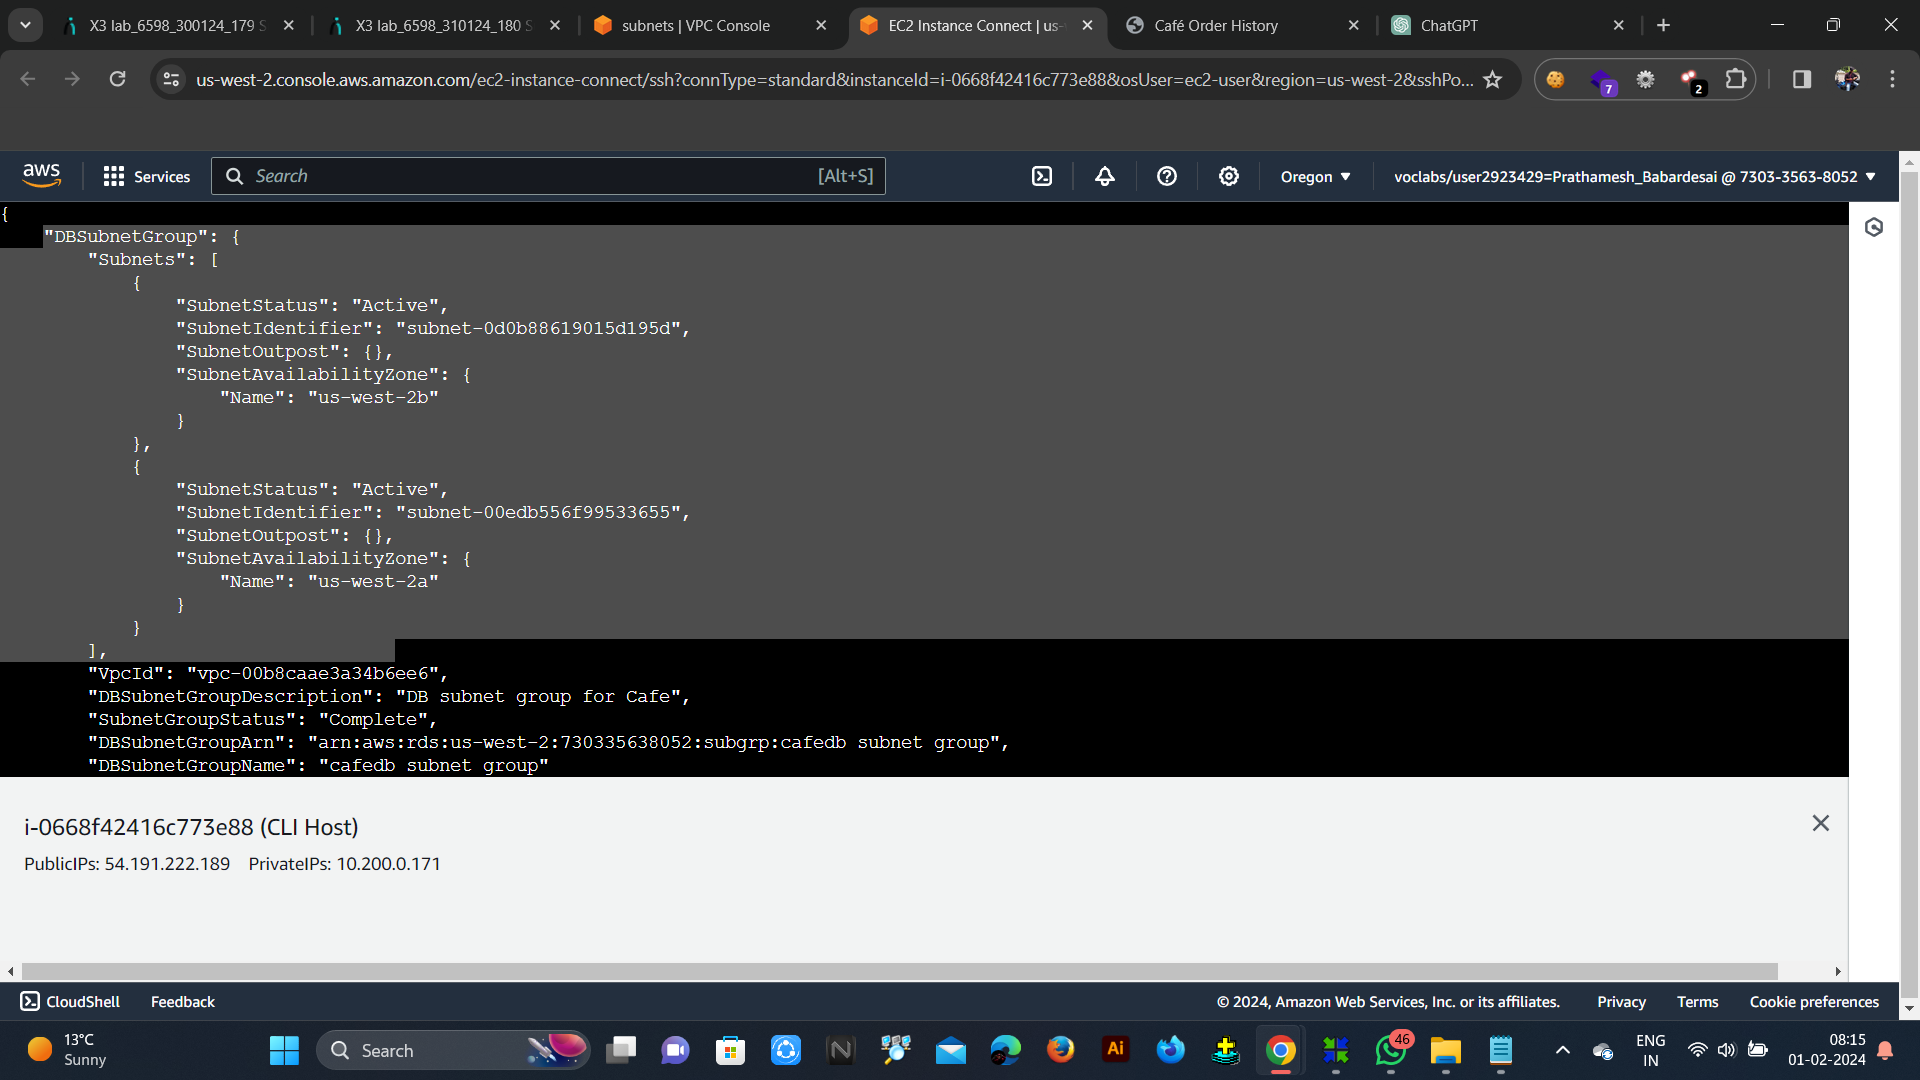 X3 lab_6598_300124_179 S
X3 lab_6598_310124_180 S
subnets | VPC Console
EC2 Instance Connect | us-
Café Order History
ChatGPT
us-west-2.console.aws.amazon.com/ec2-instance-connect/ssh?connType=standard&instanceId=i-0668f42416c773e88&osUser=ec2-user&region=us-west-2&sshPo...
7
2
aws
Services
Search
[Alt+S]
Oregon
voclabs/user2923429=Prathamesh_Babardesai @ 7303-3563-8052
{
"DBSubnetGroup": {
"Subnets": [
{
"SubnetStatus": "Active",
"SubnetIdentifier": "subnet-0d0b88619015d195d",
"SubnetOutpost": {},
"SubnetAvailabilityZone": {
"Name": "us-west-2b"
}
},
{
"SubnetStatus": "Active",
"SubnetIdentifier": "subnet-00edb556f99533655",
"SubnetOutpost": {},
"SubnetAvailabilityZone": {
"Name": "us-west-2a"
}
}
],
"VpcId": "vpc-00b8caae3a34b6ee6",
"DBSubnetGroupDescription": "DB subnet group for Cafe",
"SubnetGroupStatus": "Complete",
"DBSubnetGroupArn": "arn:aws:rds:us-west-2:730335638052:subgrp:cafedb subnet group",
"DBSubnetGroupName": "cafedb subnet group"
i-0668f42416c773e88 (CLI Host)
PublicIPs: 54.191.222.189 PrivateIPs: 10.200.0.171
CloudShell
Feedback
© 2024, Amazon Web Services, Inc. or its affiliates.
Privacy
Terms
Cookie preferences
13°C
Sunny
Search
N
Ai
46
ENG
IN
08:15
01-02-2024